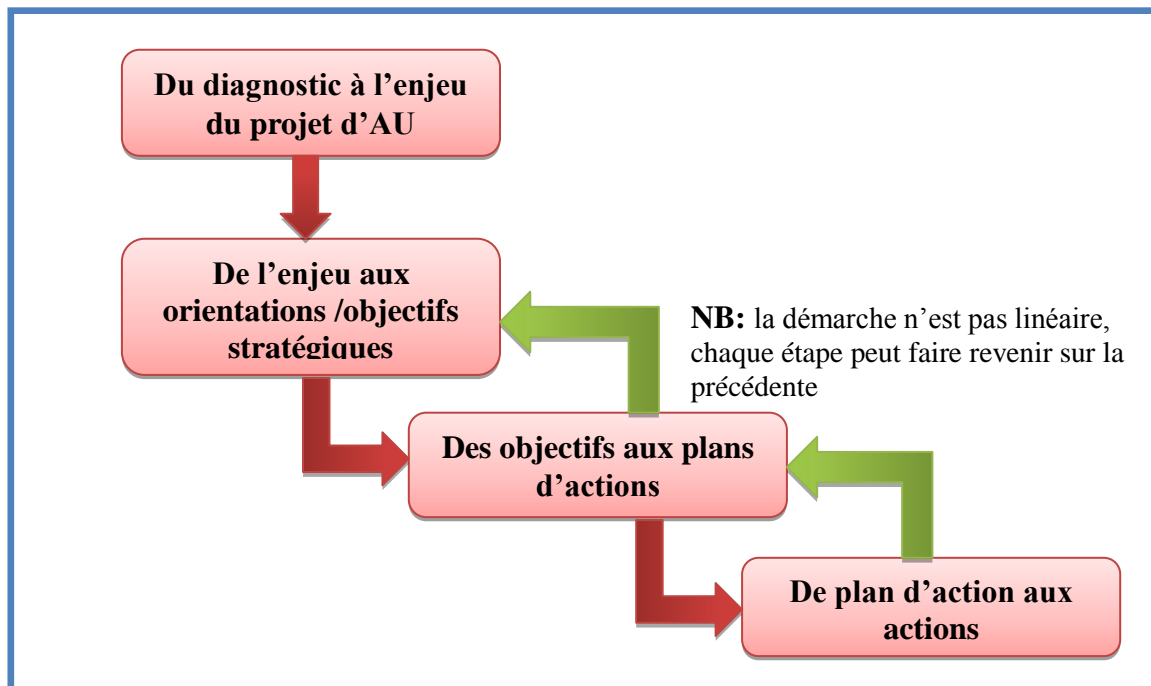 Du diagnostic à l’enjeu
du projet d’AU
De l’enjeu aux
orientations /objectifs
stratégiques
NB: la démarche n’est pas linéaire,
chaque étape peut faire revenir sur la
précédente
Des objectifs aux plans
d’actions
De plan d’action aux
actions